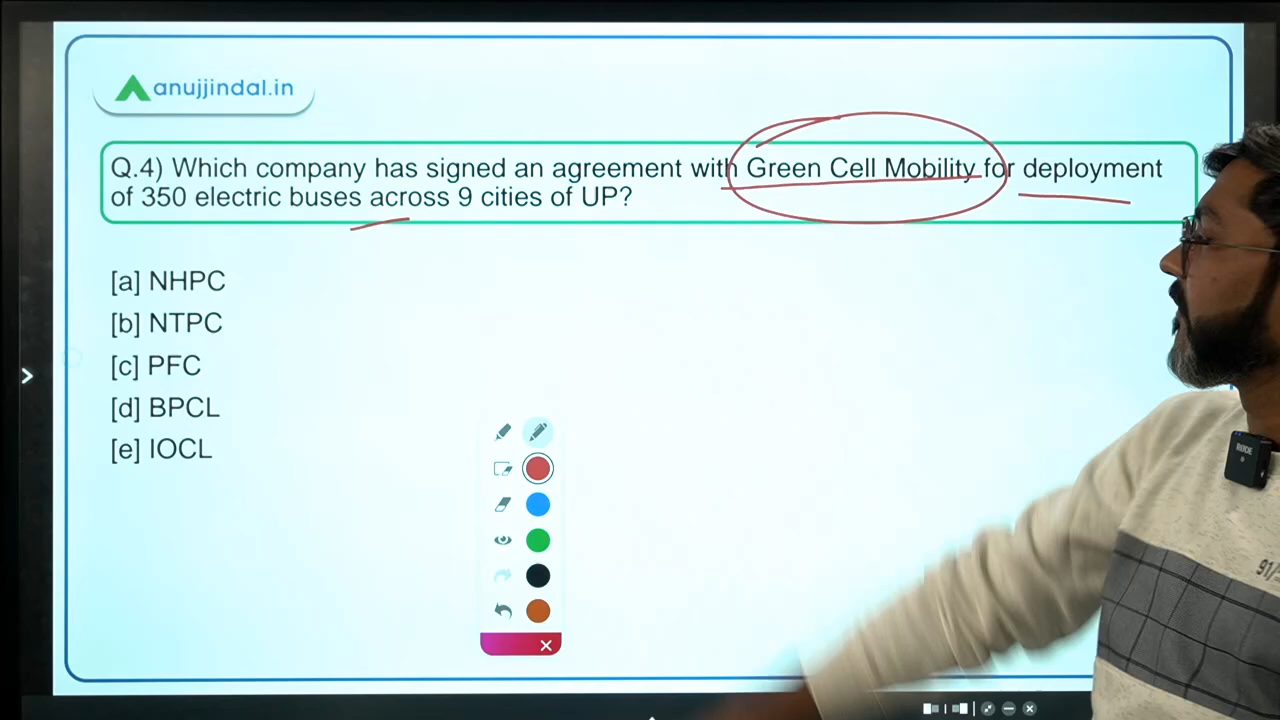 anujjindal.in
Q.4) Which company has signed an agreement with Green Cell Mobility for deployment
of 350 electric buses across 9 cities of UP?
[a] NHPC
[b] NTPC
[c] PFC
[d] BPCL
[e] IOCL
RODE